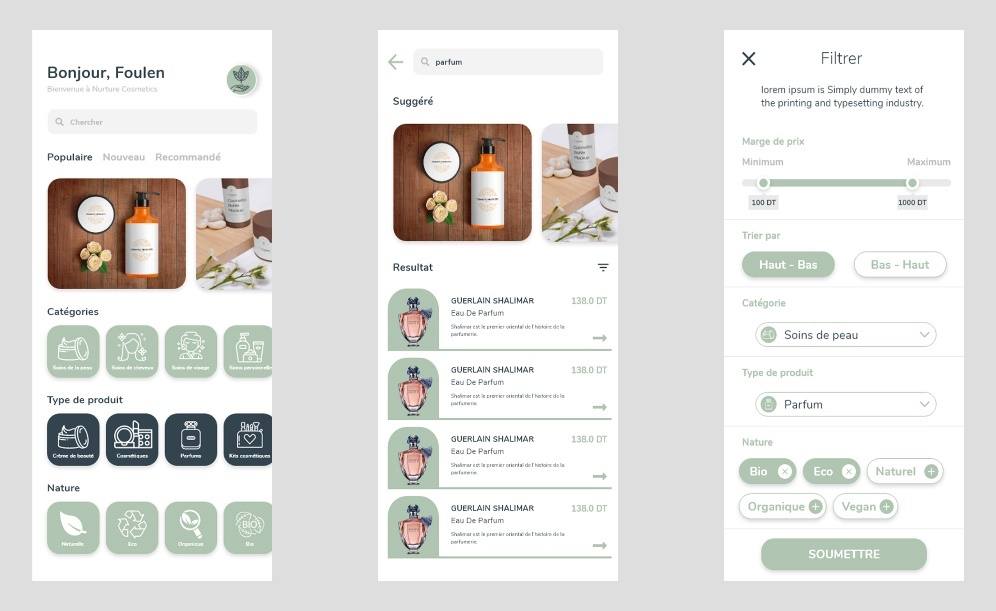 Bonjour, Foulen
Bienvenue à Nurture Cosmetics
Chercher
Populaire Nouveau Recommandé
Cosmetics
Bottle
Mockup
Catégories
Soins de la peau Soins de cheveux Soins de visage Soins personnelle
Type de produit
Crème de beauté Cosmétiques Parfums Kits cosmétiques
Nature
Naturelle Eco Organique Bio
BIO
parfum
Suggéré
Cosmetics
Bottle
Mockup
Resultat
GUERLAIN SHALIMAR 138.0 DT
Eau De Parfum
Shalimar est le premier oriental de l'histoire de la
parfumerie.
GUERLAIN SHALIMAR 138.0 DT
Eau De Parfum
Shalimar est le premier oriental de l'histoire de la
parfumerie.
GUERLAIN SHALIMAR 138.0 DT
Eau De Parfum
Shalimar est le premier oriental de l'histoire de la
parfumerie.
GUERLAIN SHALIMAR 138.0 DT
Eau De Parfum
Shalimar est le premier oriental de l'histoire de la
parfumerie.
Filtrer
lorem ipsum is Simply dummy text of
the printing and typesetting industry.
Marge de prix
Minimum Maximum
100 DT 1000 DT
Trier par
Haut - Bas Bas - Haut
Catégorie
Soins de peau
Type de produit
Parfum
Nature
Bio Eco Naturel
Organique Vegan
SOUMETTRE